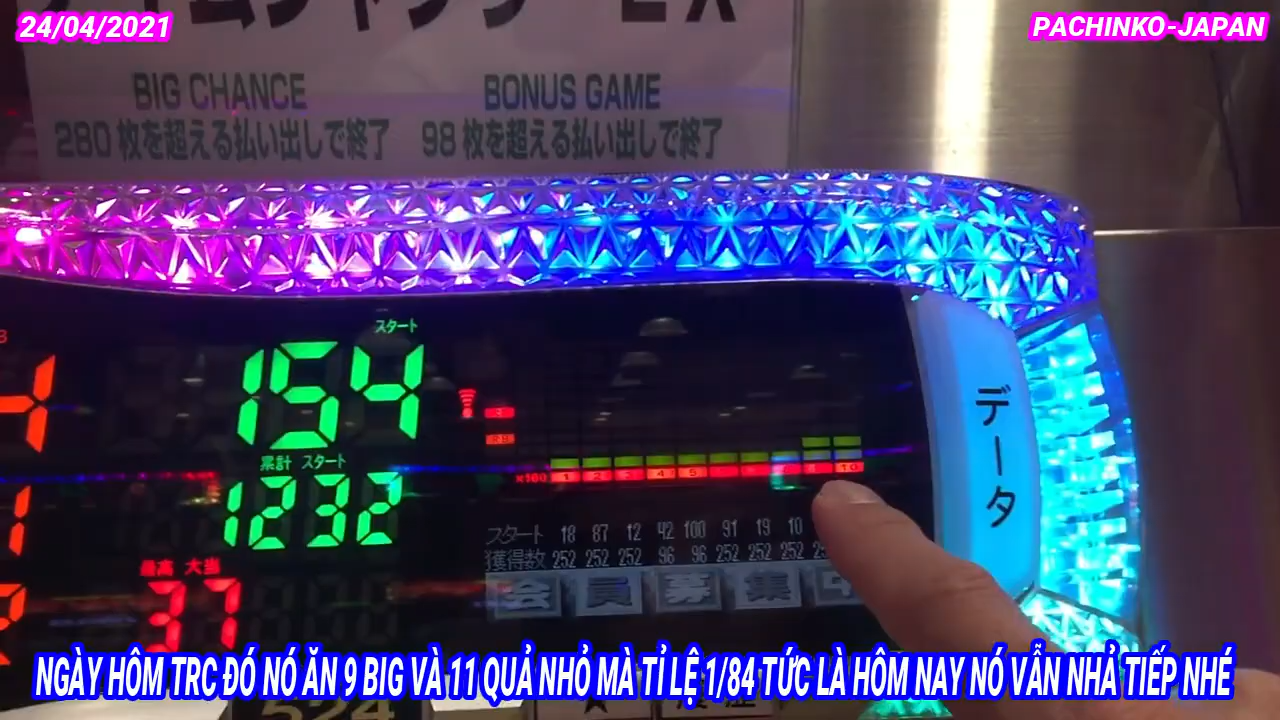 24/04/2021
PACHINKO-JAPAN
BIG CHANCE
280 枚を超える払い出しで終了
BONUS GAME
98 枚を超える払い出しで終了
スタート
154
累計 スタート
1232
最高 大当
37
x160 1 2 3 4 5 10
スタート 18 87 12 42 100 91 19 10
獲得数 252 252 252 96 96 252 252 252
会員募集中
データ
NGÀY HÔM TRC ĐÓ NÓ ĂN 9 BIG VÀ 11 QUẢ NHỎ MÀ TỈ LỆ 1/84 TỨC LÀ HÔM NAY NÓ VẪN NHẢ TIẾP NHÉ
524